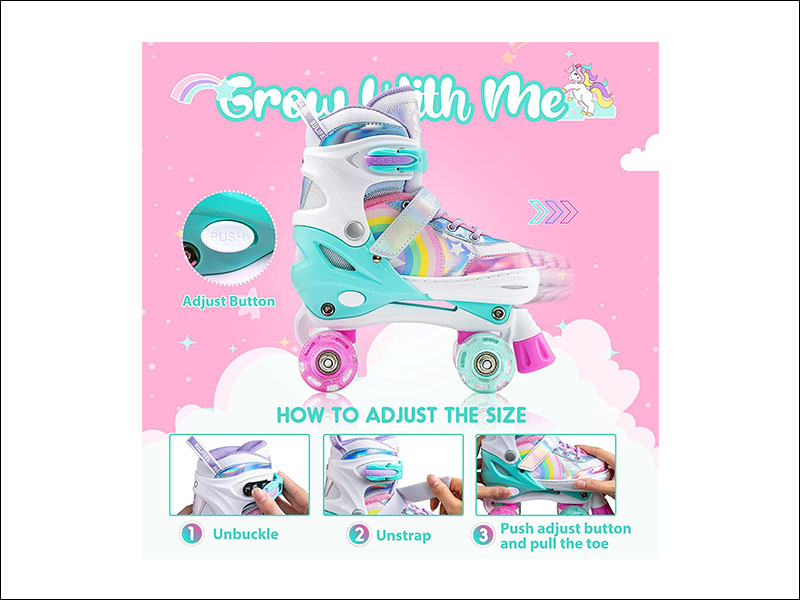 Grow With Me
PUSH
Adjust Button
HOW TO ADJUST THE SIZE
1 Unbuckle
2 Unstrap
3 Push adjust button
and pull the toe